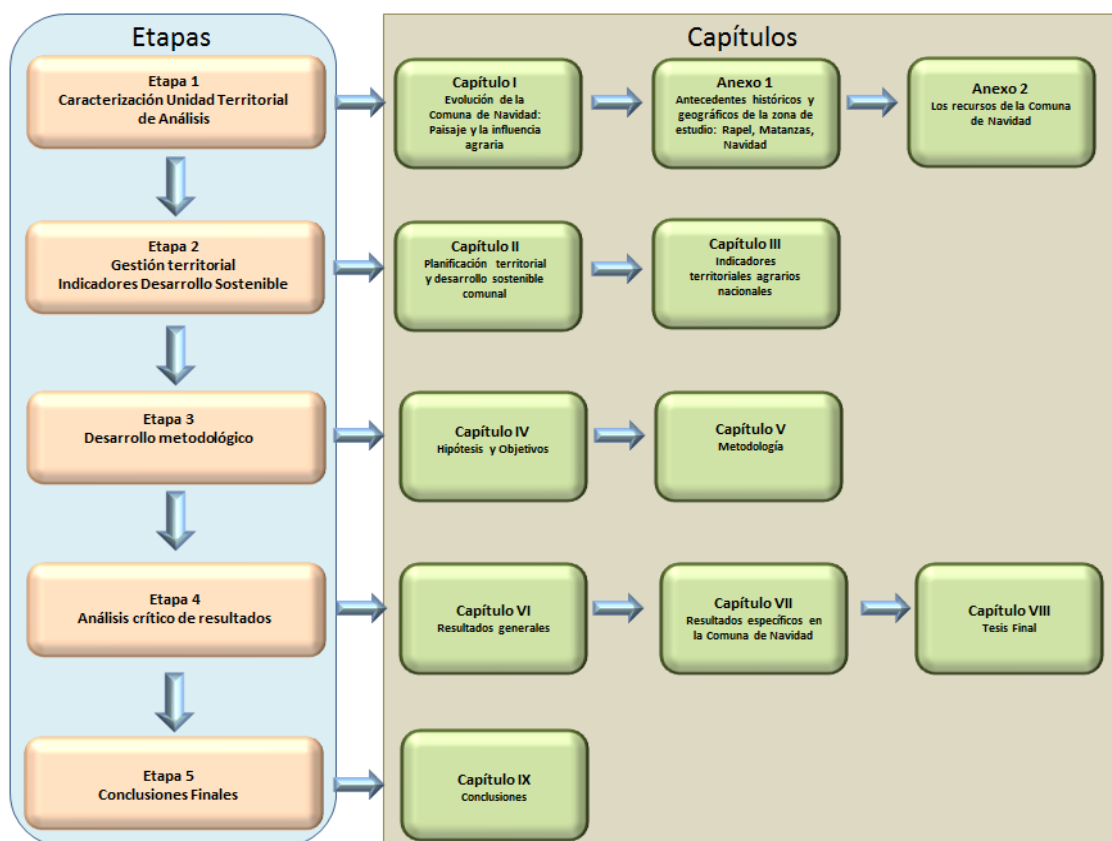 Etapas
Capítulos
Etapa 1
Caracterización Unidad Territorial
de Análisis
Capítulo I
Evolución de la
Comuna de Navidad:
Paisaje y la influencia
agraria
Anexo 1
Antecedentes históricos y
geográficos de la zona de
estudio: Rapel, Matanzas,
Navidad
Anexo 2
Los recursos de la Comuna
de Navidad
Etapa 2
Gestión territorial
Indicadores Desarrollo Sostenible
Capítulo II
Planificación territorial
y desarrollo sostenible
comunal
Capítulo III
Indicadores
territoriales agrarios
nacionales
Etapa 3
Desarrollo metodológico
Capítulo IV
Hipótesis y Objetivos
Capítulo V
Metodología
Etapa 4
Análisis crítico de resultados
Capítulo VI
Resultados generales
Capítulo VII
Resultados específicos en
la Comuna de Navidad
Capítulo VIII
Tesis Final
Etapa 5
Conclusiones Finales
Capítulo IX
Conclusiones